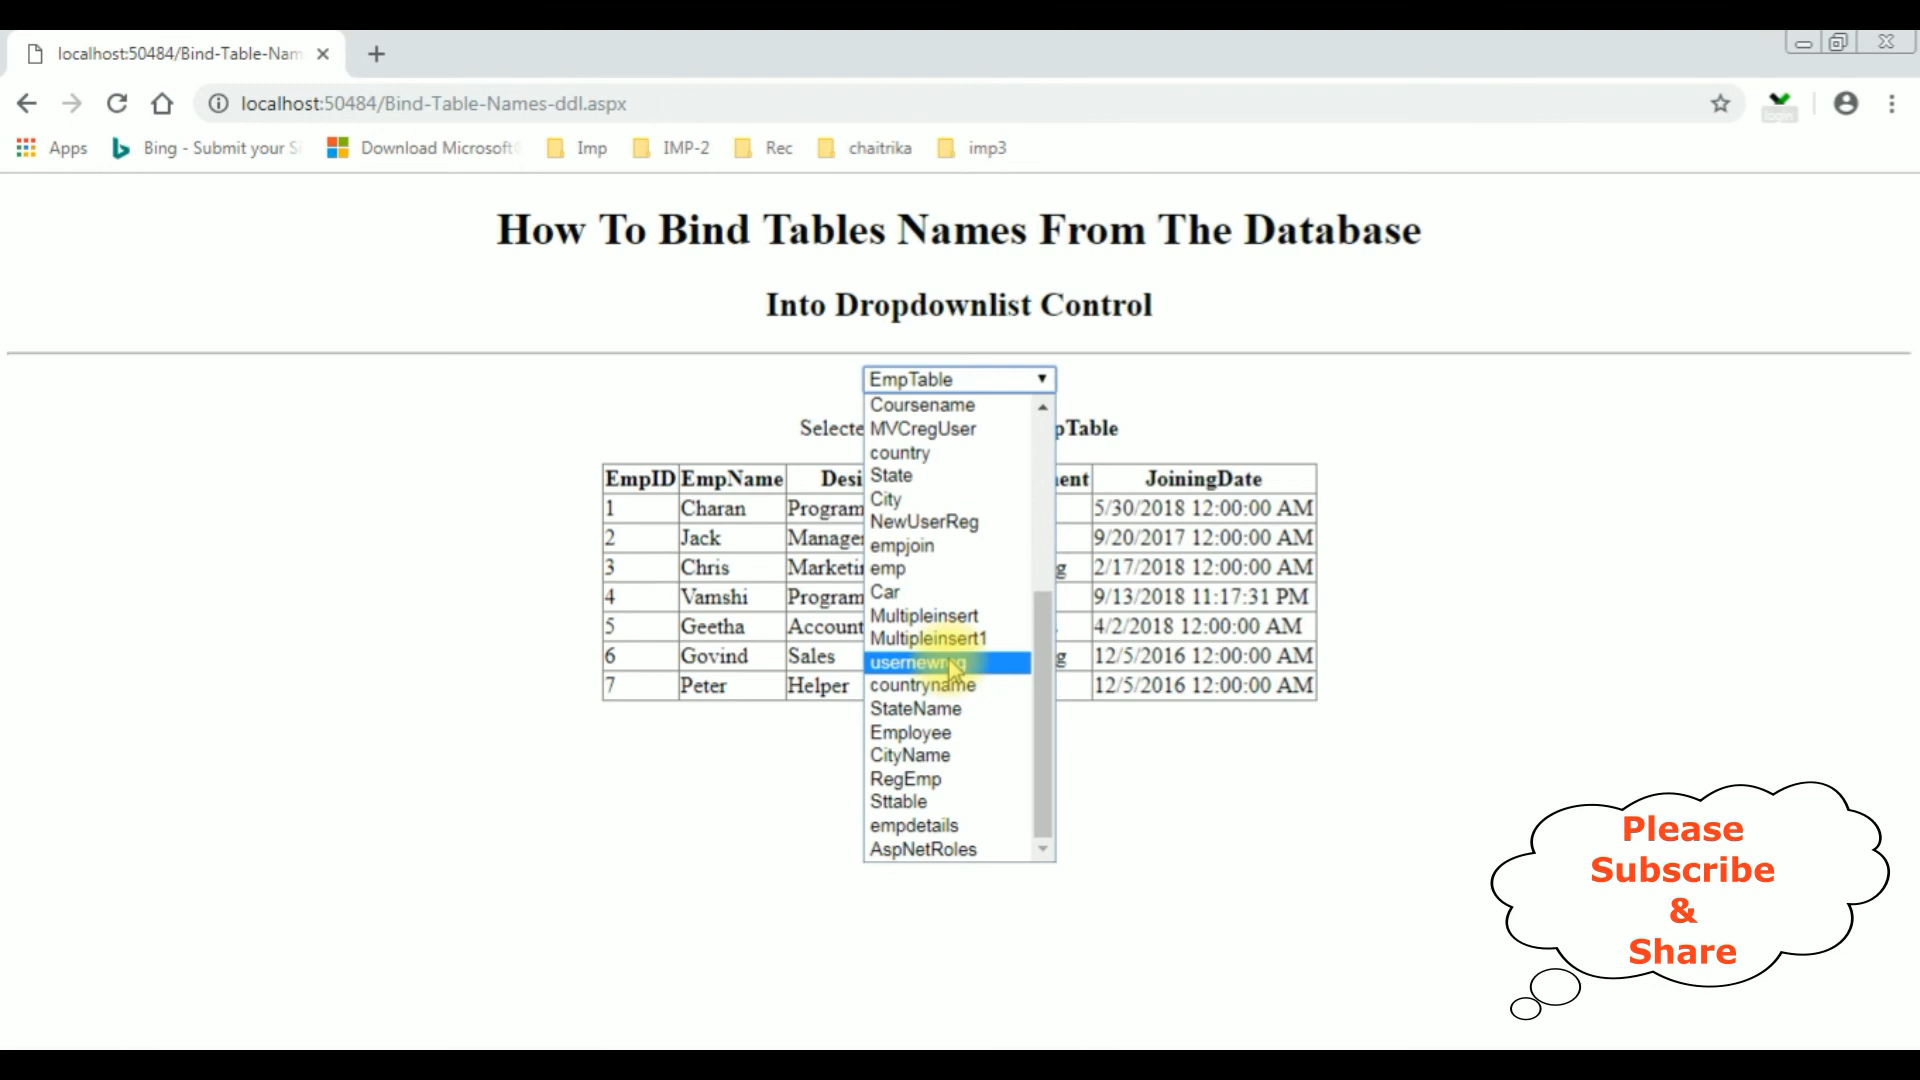 localhost:50484/Bind-Table-Nam
localhost:50484/Bind-Table-Names-ddl.aspx
login
Apps Bing - Submit your Si Download Microsoft Imp IMP-2 Rec chaitrika imp3
How To Bind Tables Names From The Database
Into Dropdownlist Control
EmpTable
Selecte pTable
Coursename
MVCregUser
country
State
City
NewUserReg
empjoin
emp
Car
Multipleinsert
Multipleinsert1
countryname
StateName
Employee
CityName
RegEmp
Sttable
empdetails
AspNetRoles
EmpID EmpName Desi ent JoiningDate
1 Charan Program 5/30/2018 12:00:00 AM
2 Jack Manager 9/20/2017 12:00:00 AM
3 Chris Marketin g 2/17/2018 12:00:00 AM
4 Vamshi Program 9/13/2018 11:17:31 PM
5 Geetha Account 4/2/2018 12:00:00 AM
6 Govind Sales g 12/5/2016 12:00:00 AM
7 Peter Helper 12/5/2016 12:00:00 AM
Please
Subscribe
&
Share